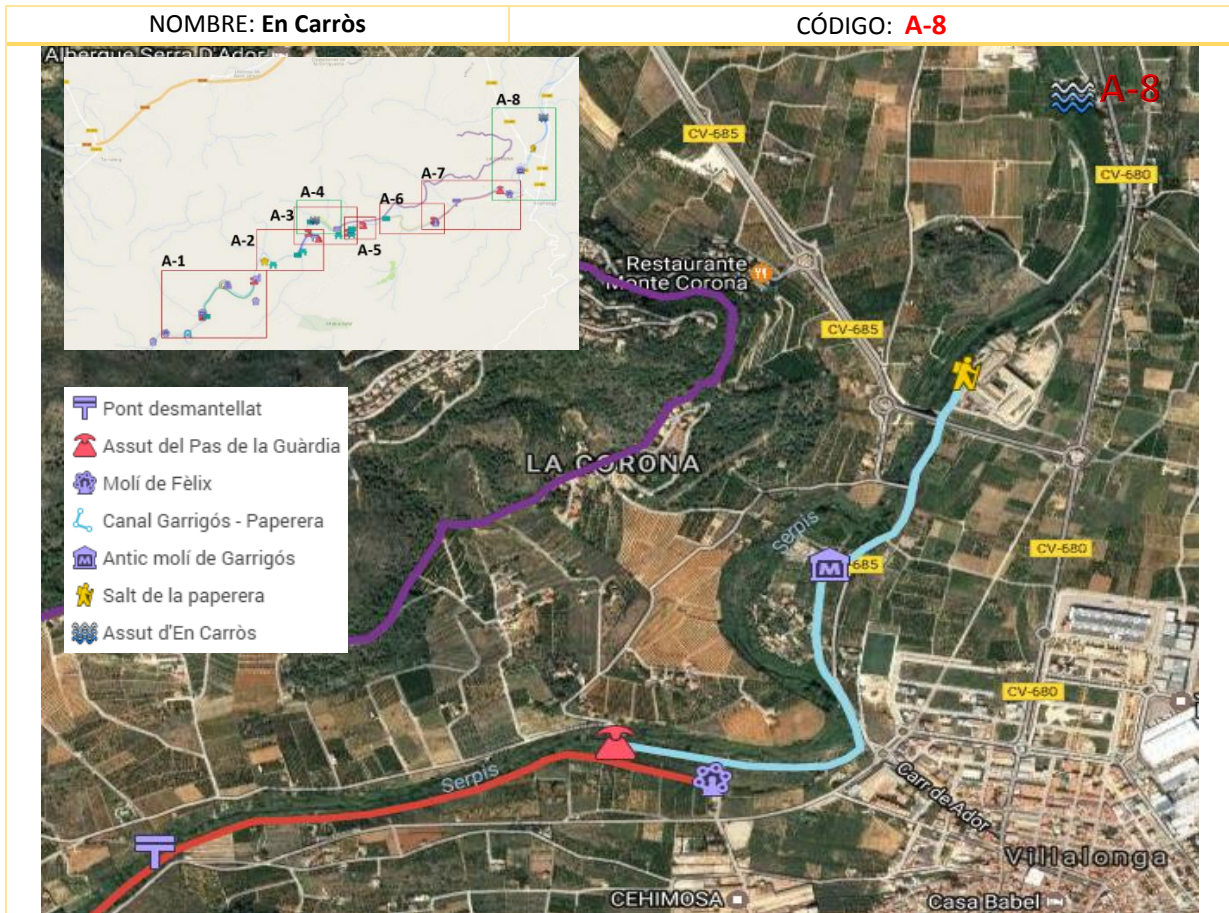 NOMBRE: En Carròs
CÓDIGO: A-8
Albergue Serra D'Ador
A-8
A-7
A-6
A-4
A-3
A-5
A-2
A-1
A-8
CV-685
CV-680
Restaurante
Monte Corona
CV-685
Pont desmantellat
Assut del Pas de la Guàrdia
Molí de Fèlix
Canal Garrigós - Paperera
Antic molí de Garrigós
Salt de la paperera
Assut d'En Carròs
LA CORONA
Serpis
685
CV-680
CV-680
Serpis
Carr de Ador
Villalonga
CEHIMOSA
Casa Babel